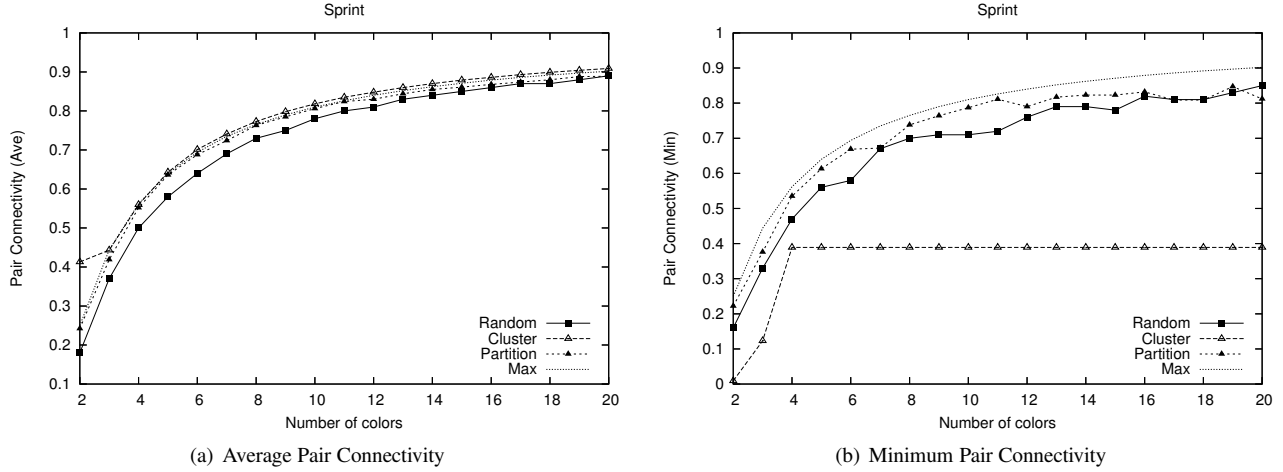 Sprint
1
0.9
0.8
0.7
0.6
0.5
0.4
0.3
0.2
0.1
Pair Connectivity (Ave)
Random
Cluster
Partition
Max
2 4 6 8 10 12 14 16 18 20
Number of colors
(a) Average Pair Connectivity
Sprint
1
0.9
0.8
0.7
0.6
0.5
0.4
0.3
0.2
0.1
0
Pair Connectivity (Min)
Random
Cluster
Partition
Max
2 4 6 8 10 12 14 16 18 20
Number of colors
(b) Minimum Pair Connectivity